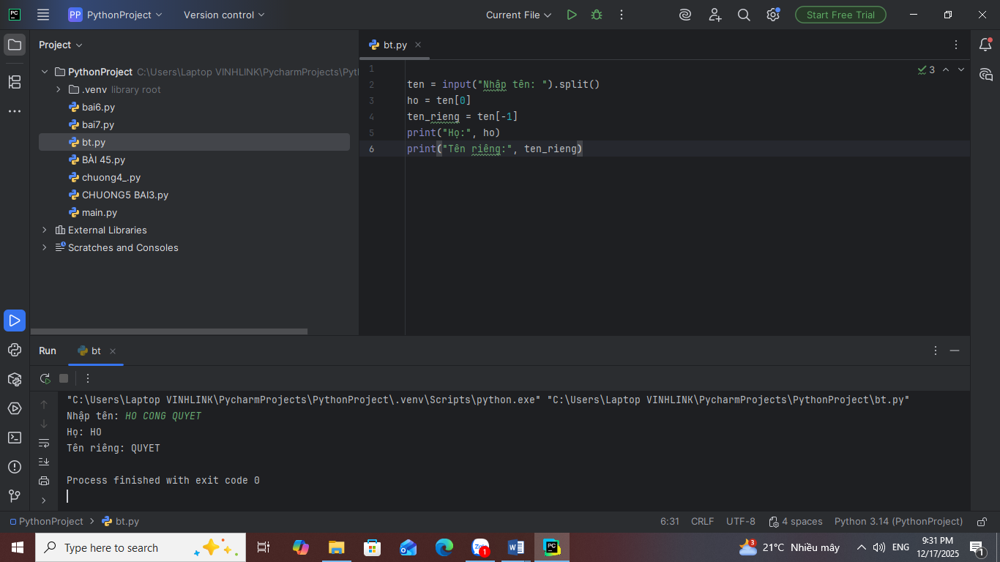 PC
PP PythonProject
Version control
Current File
Start Free Trial
Project
bt.py
PythonProject C:\Users\Laptop VINHLINK\PycharmProjects\Pyt
.venv library root
bai6.py
bai7.py
bt.py
BÀI 45.py
chuong4_.py
CHUONG5 BAI3.py
main.py
External Libraries
Scratches and Consoles
3
1
2 ten = input("Nhập tên: ").split()
3 ho = ten[0]
4 ten_rieng = ten[-1]
5 print("Họ:", ho)
6 print("Tên riêng:", ten_rieng)
Run bt
"C:\Users\Laptop VINHLINK\PycharmProjects\PythonProject\.venv\Scripts\python.exe" "C:\Users\Laptop VINHLINK\PycharmProjects\PythonProject\bt.py"
Nhập tên: HO CONG QUYET
Họ: HO
Tên riêng: QUYET
Process finished with exit code 0
PythonProject > bt.py
6:31 CRLF UTF-8 4 spaces Python 3.14 (PythonProject)
Type here to search
Zalo 1
W
PC
3
21°C Nhiều mây
ENG
9:31 PM
12/17/2025
1